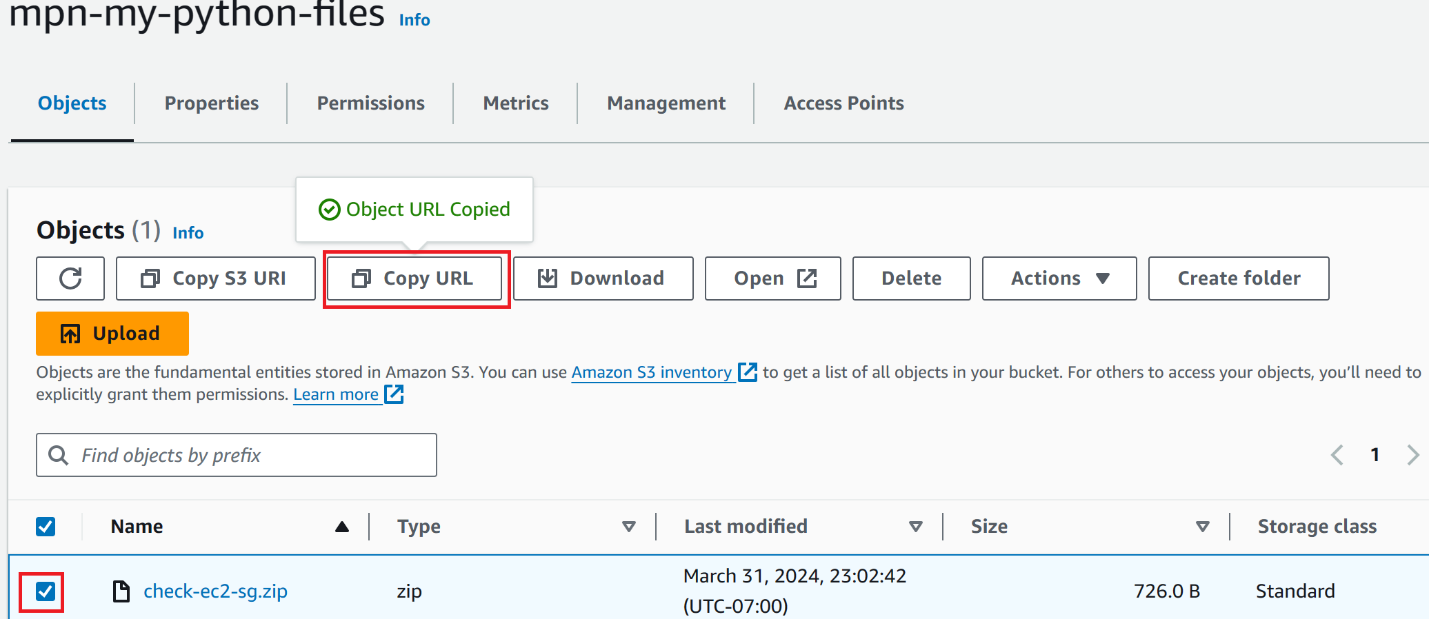 mpn-my-python-files Info
Objects Properties Permissions Metrics Management Access Points
Object URL Copied
Objects (1) Info
Copy S3 URI Copy URL Download Open Delete Actions Create folder
Upload
Objects are the fundamental entities stored in Amazon S3. You can use Amazon S3 inventory to get a list of all objects in your bucket. For others to access your objects, you’ll need to
explicitly grant them permissions. Learn more
Find objects by prefix 1
Name Type Last modified Size Storage class
check-ec2-sg.zip zip March 31, 2024, 23:02:42 726.0 B Standard
(UTC-07:00)